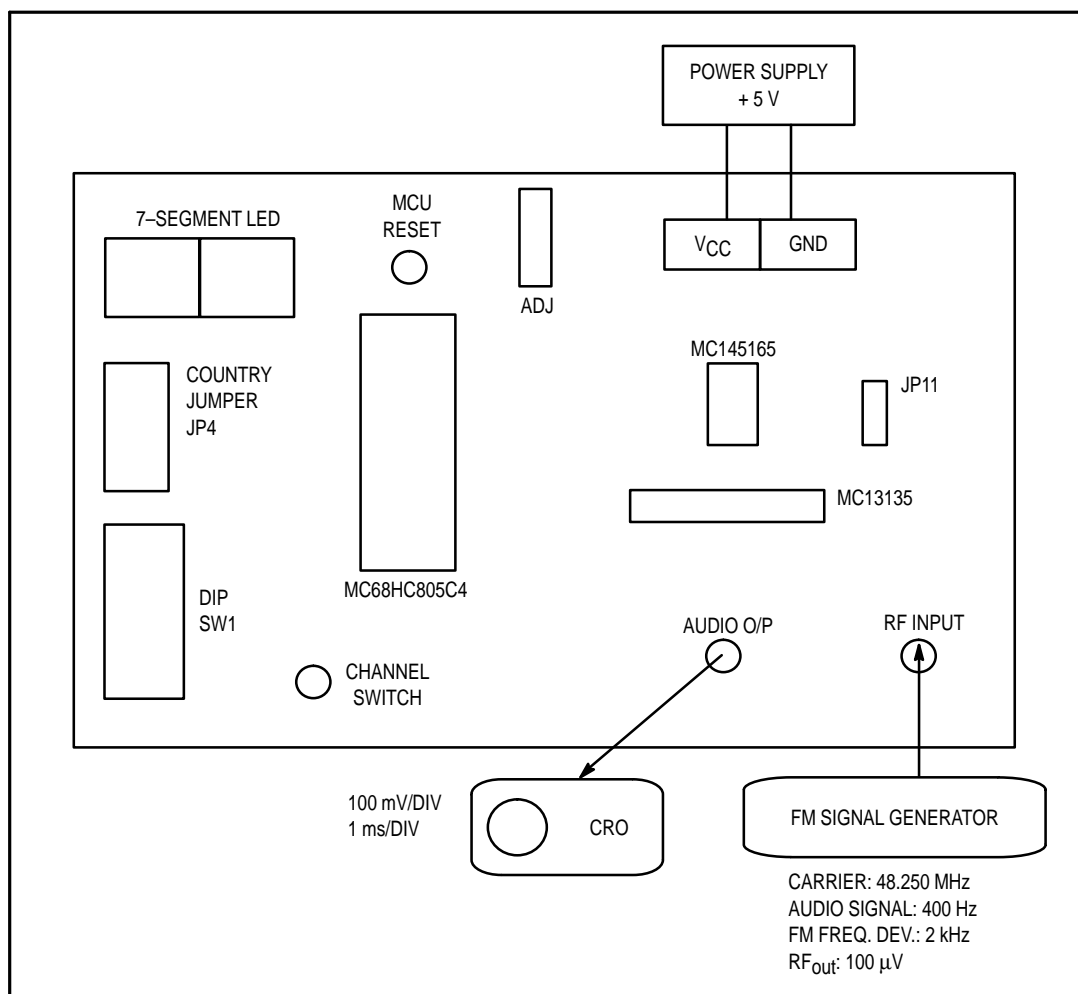 POWER SUPPLY
+ 5 V
7–SEGMENT LED
MCU
RESET
ADJ
VCC
GND
COUNTRY
JUMPER
JP4
MC145165
JP11
MC13135
DIP
SW1
MC68HC805C4
CHANNEL
SWITCH
AUDIO O/P
RF INPUT
100 mV/DIV
1 ms/DIV
CRO
FM SIGNAL GENERATOR
CARRIER: 48.250 MHz
AUDIO SIGNAL: 400 Hz
FM FREQ. DEV.: 2 kHz
RFout: 100 μV